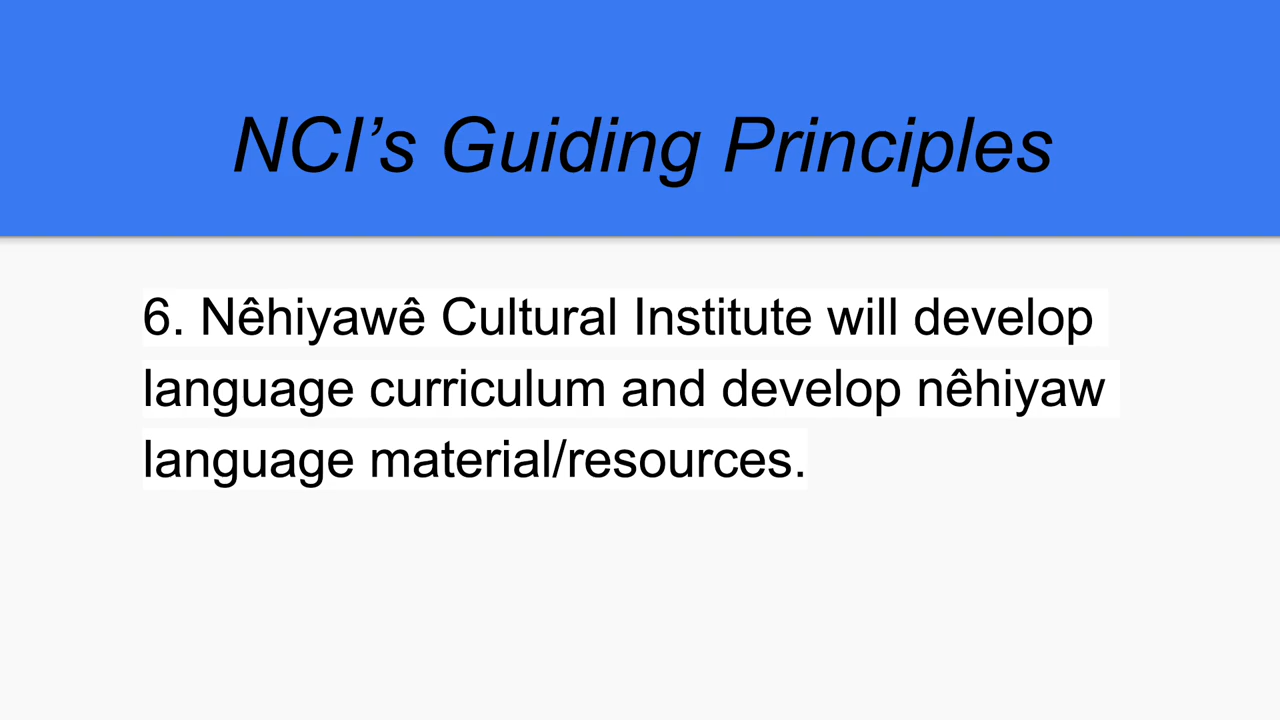 NCI’s Guiding Principles
6. Nêhiyawê Cultural Institute will develop
language curriculum and develop nêhiyaw
language material/resources.